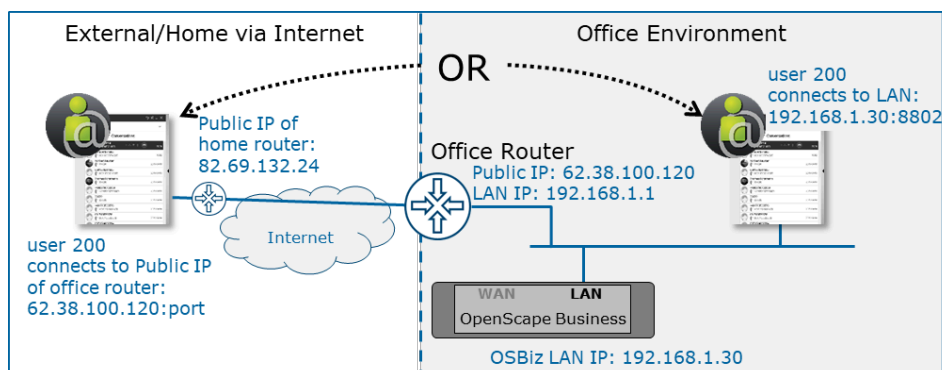 External/Home via Internet
Office Environment
OR
user 200
connects to LAN:
192.168.1.30:8802
Public IP of
home router:
82.69.132.24
Office Router
Public IP: 62.38.100.120
LAN IP: 192.168.1.1
Internet
user 200
connects to Public IP
of office router:
62.38.100.120:port
WAN LAN
OpenScape Business
OSBiz LAN IP: 192.168.1.30
@
@